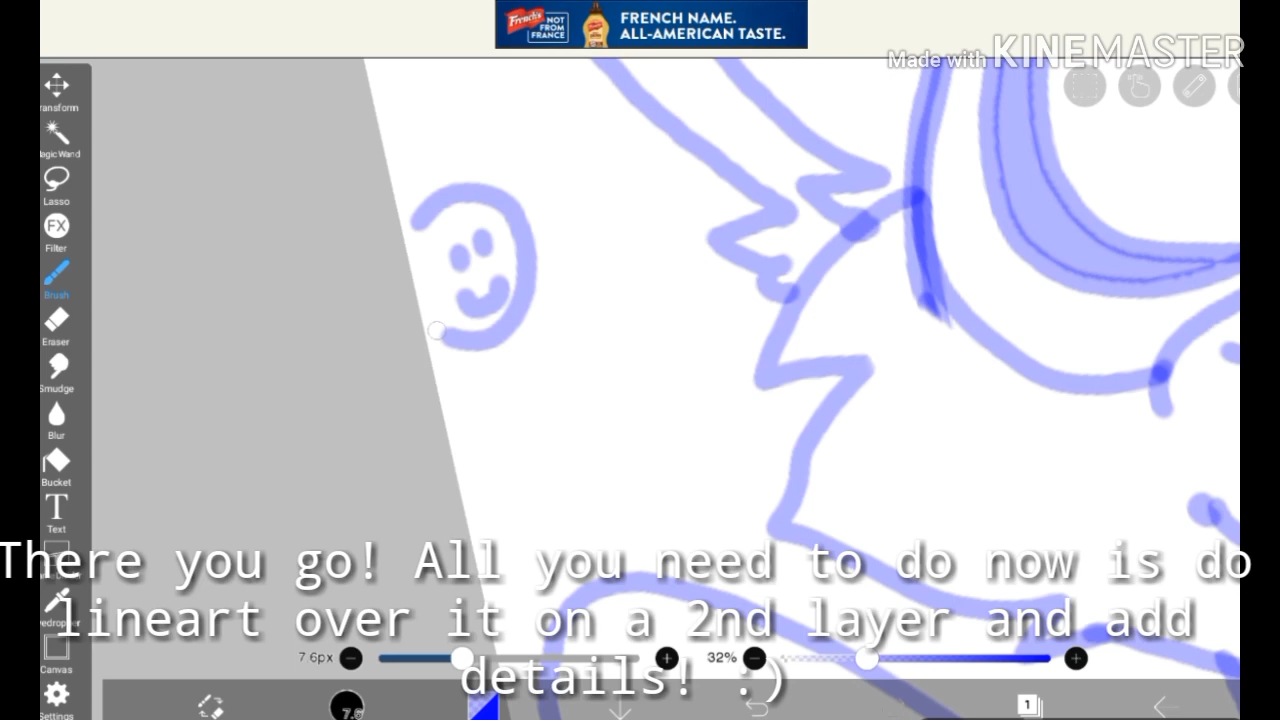 French's
NOT
FROM
FRANCE
FRENCH NAME.
ALL-AMERICAN TASTE.
Made with KINEMASTER
ransform
agic Wand
Lasso
FX
Filter
Brush
Eraser
Smudge
Blur
Bucket
T
Text
Canvas
Settings
There you go! All you need to do now is do
lineart over it on a 2nd layer and add
details! :)
7.6px
32%
1